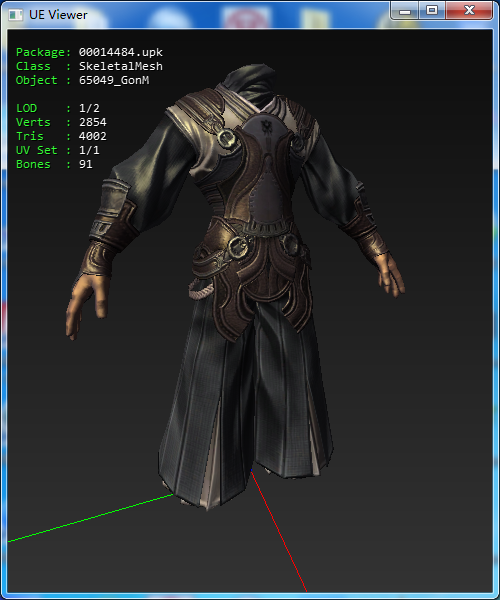 UE Viewer
Package: 00014484.upk
Class  : SkeletalMesh
Object : 65049_GonM
LOD    : 1/2
Verts  : 2854
Tris   : 4002
UV Set : 1/1
Bones  : 91